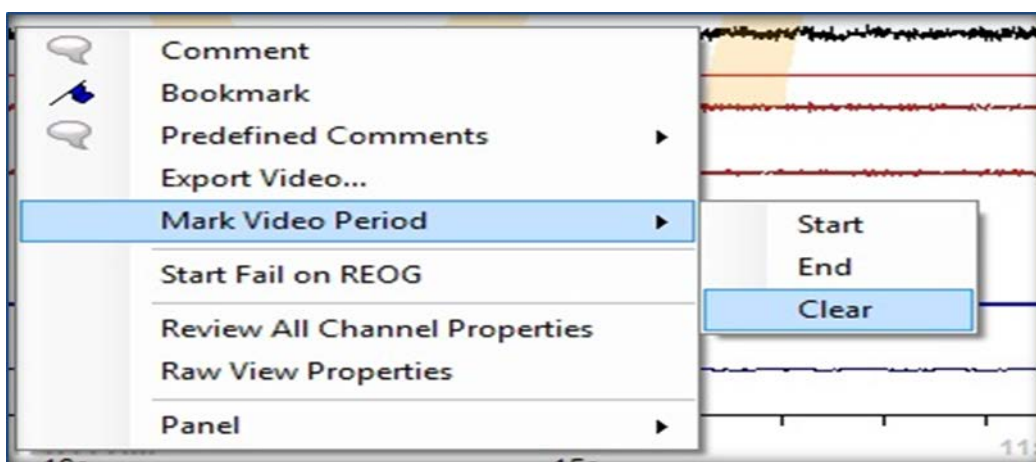 Comment
Bookmark
Predefined Comments
Export Video...
Mark Video Period
Start
End
Clear
Start Fail on REOG
Review All Channel Properties
Raw View Properties
Panel